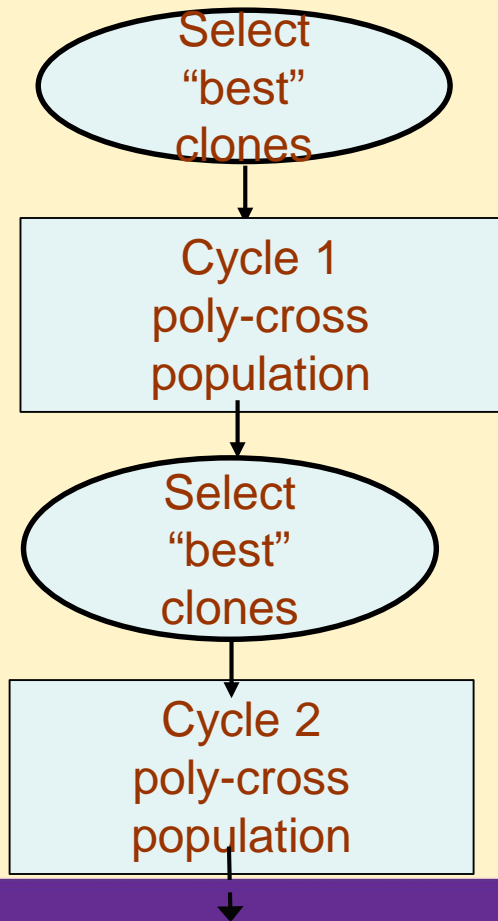 Select
“best”
clones
Cycle 1
poly-cross
population
Select
“best”
clones
Cycle 2
poly-cross
population